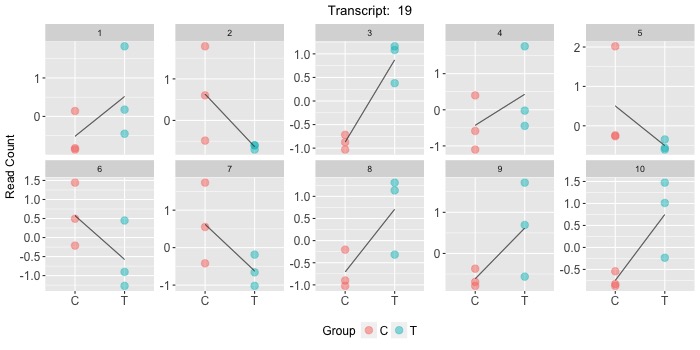 Transcript: 19
1 2 3 4 5
1 0
1 0
1.0 0.5 0.0 -0.5 -1.0
1 0 -1
2 1 0
Read Count
6 7 8 9 10
1.5 1.0 0.5 0.0 -0.5 -1.0
1 0 -1
1.0 0.5 0.0 -0.5 -1.0
1 0
1.5 1.0 0.5 0.0 -0.5
C T C T C T C T C T
Group C T